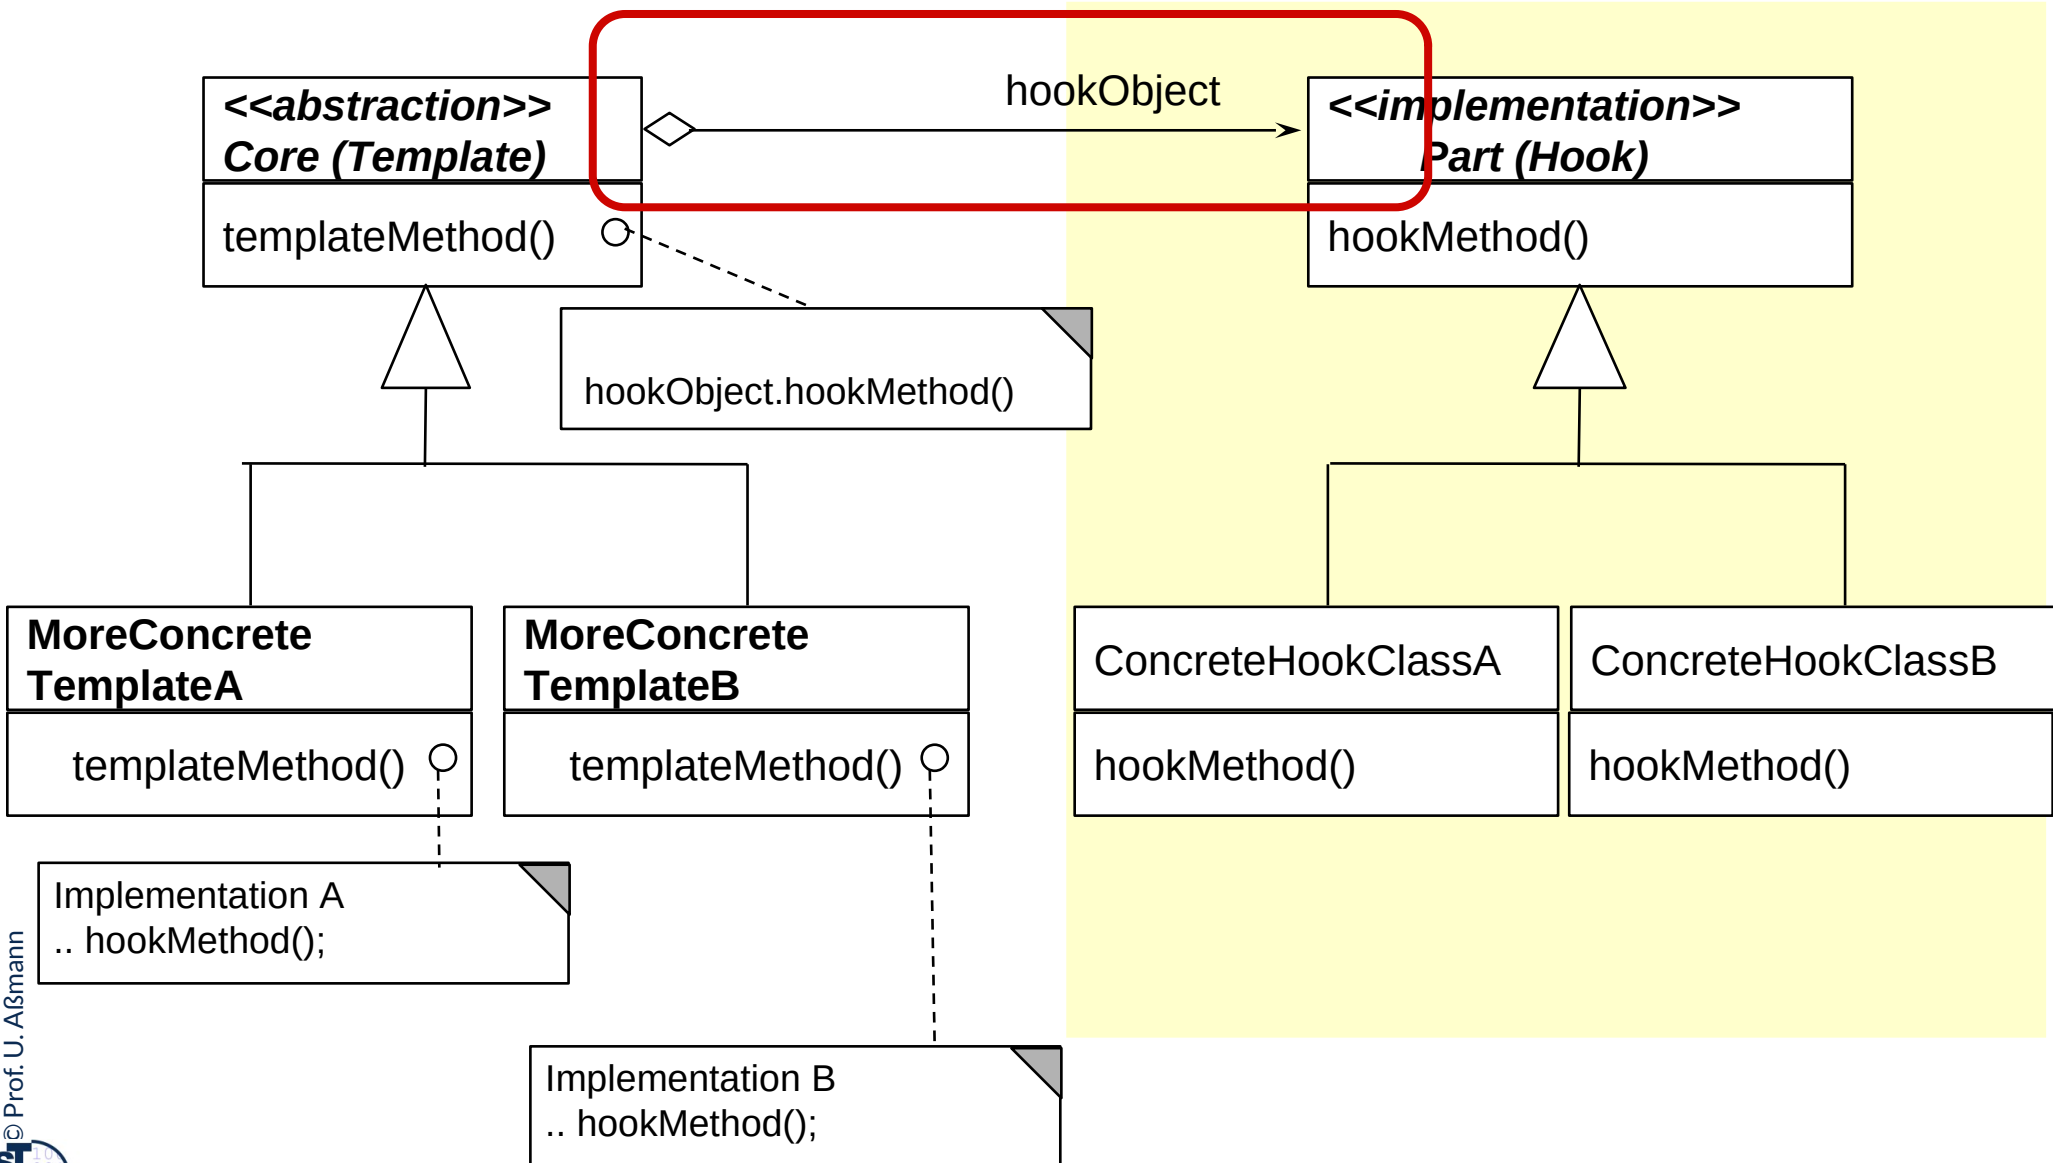 hookObject
<<abstraction>>
Core (Template)
<<implementation>>
Part (Hook)
templateMethod()
hookMethod()
hookObject.hookMethod()
MoreConcrete
TemplateA
MoreConcrete
TemplateB
ConcreteHookClassA
ConcreteHookClassB
templateMethod()
templateMethod()
hookMethod()
hookMethod()
Implementation A
.. hookMethod();
Implementation B
.. hookMethod();
© Prof. U. Aßmann